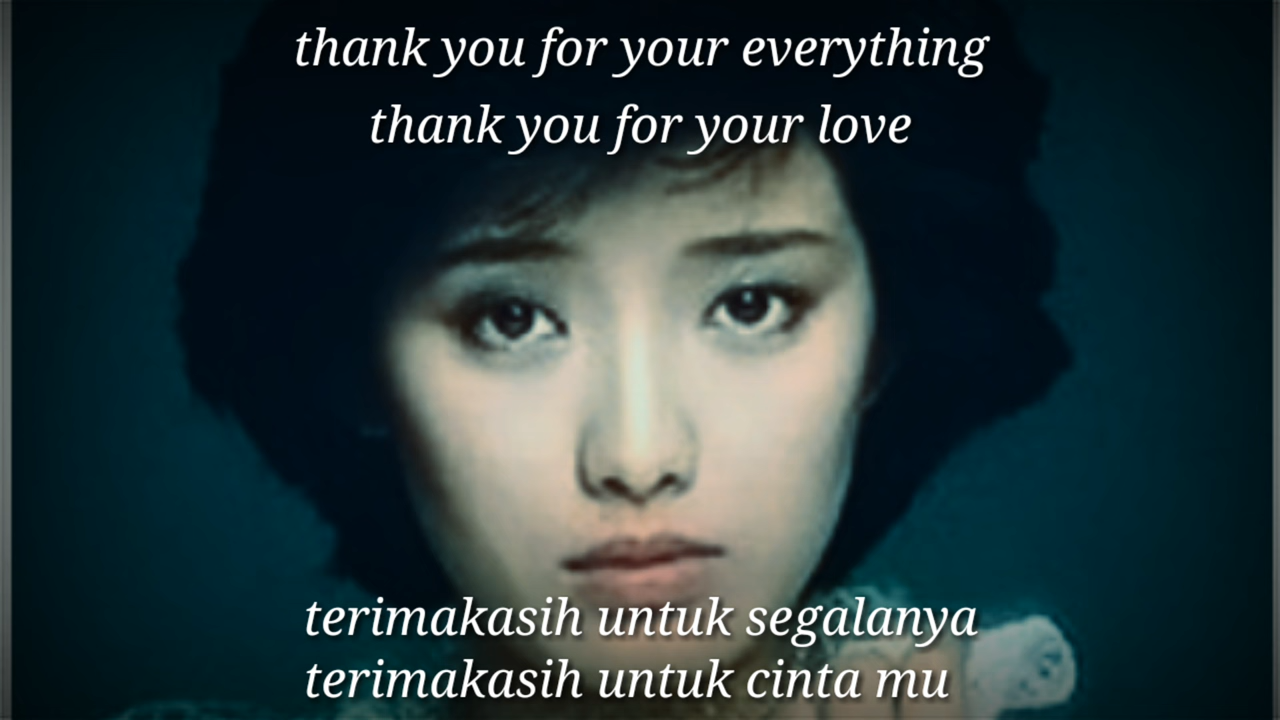 thank you for your everything
thank you for your love
terimakasih untuk segalanya
terimakasih untuk cinta mu